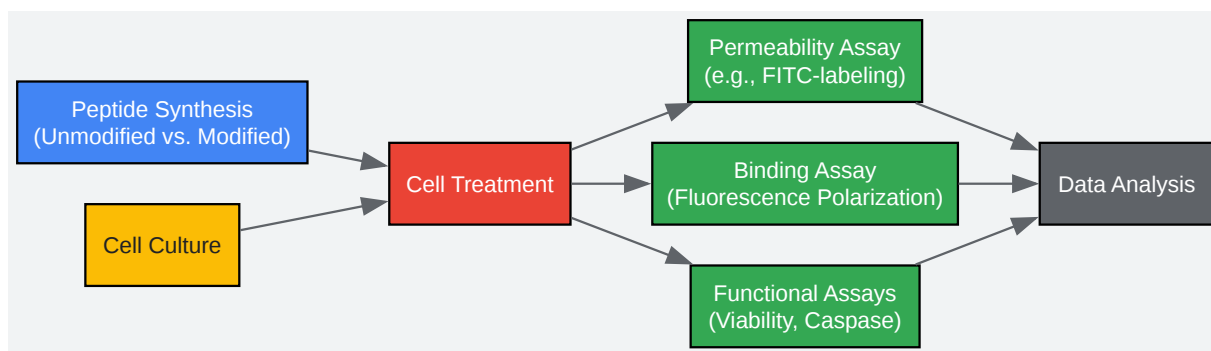 Peptide Synthesis
(Unmodified vs. Modified)
Cell Culture
Cell Treatment
Permeability Assay
(e.g., FITC-labeling)
Binding Assay
(Fluorescence Polarization)
Functional Assays
(Viability, Caspase)
Data Analysis